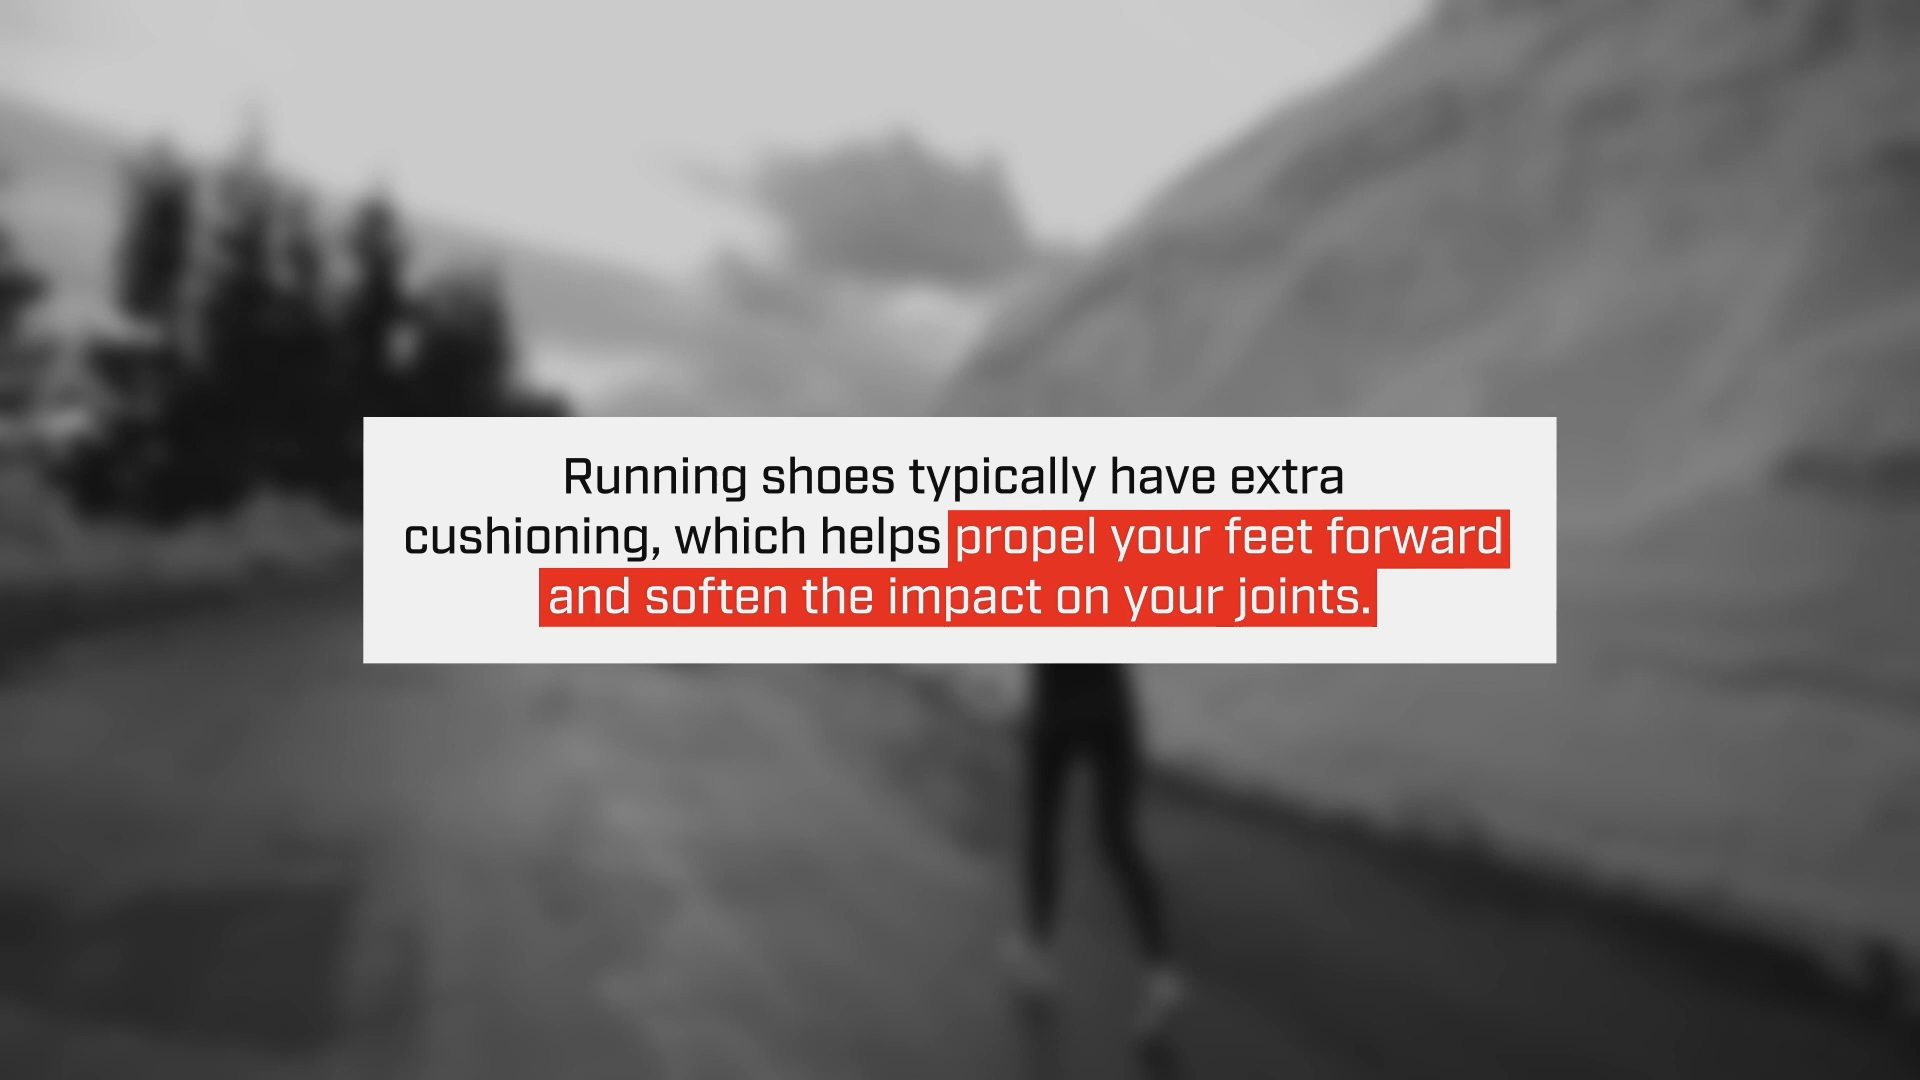 Running shoes typically have extra
cushioning, which helps propel your feet forward
and soften the impact on your joints.